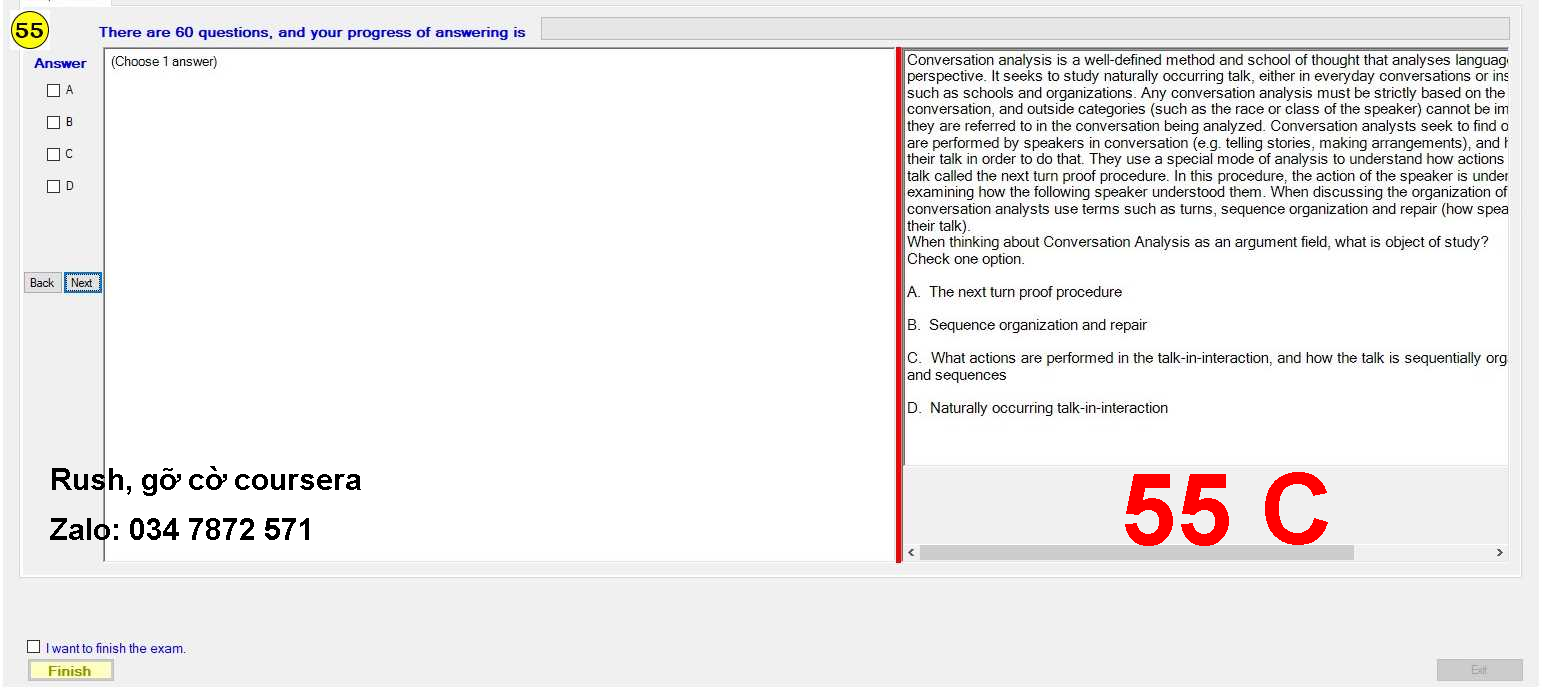 55
There are 60 questions, and your progress of answering is
Answer
(Choose 1 answer)
A
B
C
D
Back
Next
Conversation analysis is a well-defined method and school of thought that analyses languag
perspective. It seeks to study naturally occurring talk, either in everyday conversations or ins
such as schools and organizations. Any conversation analysis must be strictly based on the
conversation, and outside categories (such as the race or class of the speaker) cannot be im
they are referred to in the conversation being analyzed. Conversation analysts seek to find o
are performed by speakers in conversation (e.g. telling stories, making arrangements), and h
their talk in order to do that. They use a special mode of analysis to understand how actions
talk called the next turn proof procedure. In this procedure, the action of the speaker is under
examining how the following speaker understood them. When discussing the organization of
conversation analysts use terms such as turns, sequence organization and repair (how spea
their talk).
When thinking about Conversation Analysis as an argument field, what is object of study?
Check one option.
A. The next turn proof procedure
B. Sequence organization and repair
C. What actions are performed in the talk-in-interaction, and how the talk is sequentially org
and sequences
D. Naturally occurring talk-in-interaction
Rush, gỡ cờ coursera
Zalo: 034 7872 571
55 C
I want to finish the exam.
Finish
Exit